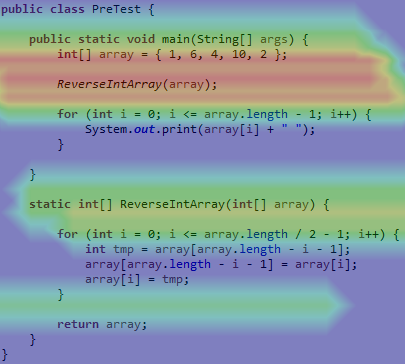 public class PreTest {
public static void main(String[] args) {
int[] array = { 1, 6, 4, 10, 2 };
ReverseIntArray(array);
for (int i = 0; i <= array.length - 1; i++) {
System.out.print(array[i] + " ");
}
}
static int[] ReverseIntArray(int[] array) {
for (int i = 0; i <= array.length / 2 - 1; i++) {
int tmp = array[array.length - i - 1];
array[array.length - i - 1] = array[i];
array[i] = tmp;
}
return array;
}
}